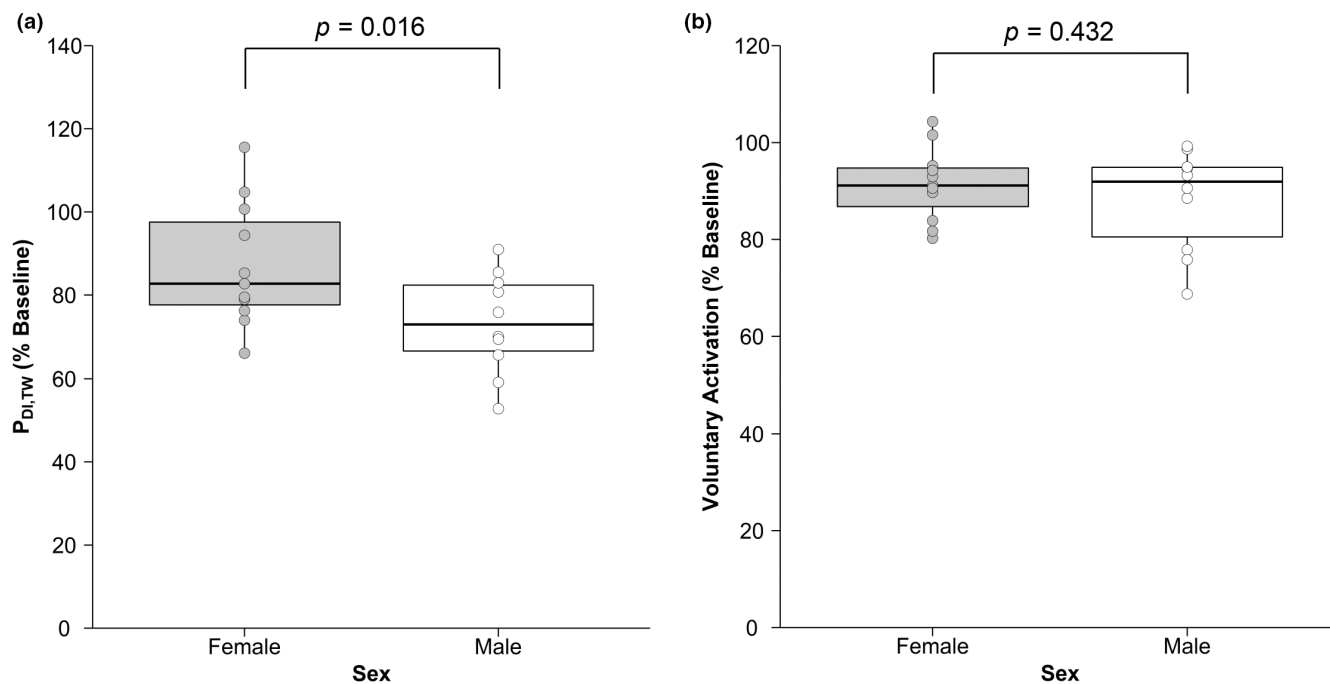 (a)
p = 0.016
140
120
100
80
60
40
20
0
P_DI,TW (% Baseline)
Female
Male
Sex
(b)
p = 0.432
120
100
80
60
40
20
0
Voluntary Activation (% Baseline)
Female
Male
Sex